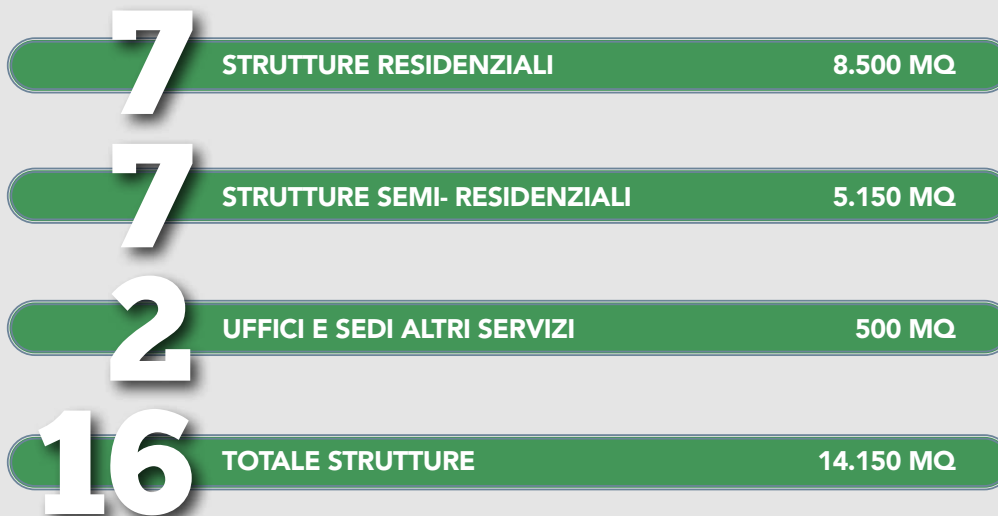 7 STRUTTURE RESIDENZIALI 8.500 MQ
7 STRUTTURE SEMI- RESIDENZIALI 5.150 MQ
2 UFFICI E SEDI ALTRI SERVIZI 500 MQ
16 TOTALE STRUTTURE 14.150 MQ